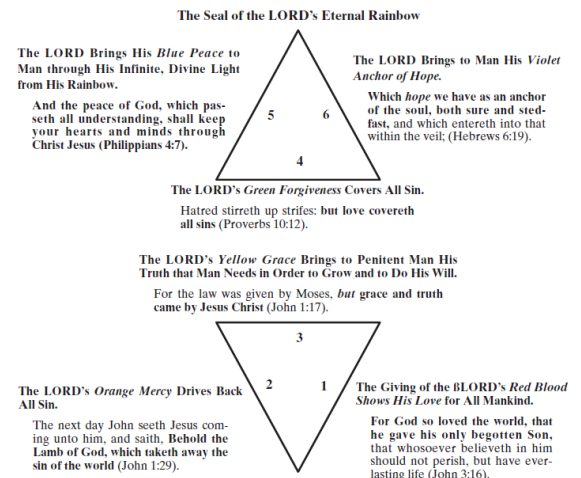 The Seal of the LORD's Eternal Rainbow
The LORD Brings His Blue Peace to
Man through His Infinite, Divine Light
from His Rainbow.
And the peace of God, which pas-
seth all understanding, shall keep
your hearts and minds through
Christ Jesus (Philippians 4:7).
The LORD Brings to Man His Violet
Anchor of Hope.
Which hope we have as an anchor
of the soul, both sure and sted-
fast, and which entereth into that
within the veil; (Hebrews 6:19).
5
6
4
The LORD's Green Forgiveness Covers All Sin.
Hatred stirreth up strifes: but love covereth
all sins (Proverbs 10:12).
The LORD's Yellow Grace Brings to Penitent Man His
Truth that Man Needs in Order to Grow and to Do His Will.
For the law was given by Moses, but grace and truth
came by Jesus Christ (John 1:17).
3
2
1
The LORD's Orange Mercy Drives Back
All Sin.
The next day John seeth Jesus com-
ing unto him, and saith, Behold the
Lamb of God, which taketh away the
sin of the world (John 1:29).
The Giving of the ßLORD's Red Blood
Shows His Love for All Mankind.
For God so loved the world, that
he gave his only begotten Son,
that whosoever believeth in him
should not perish, but have ever-
lasting life (John 3:16).